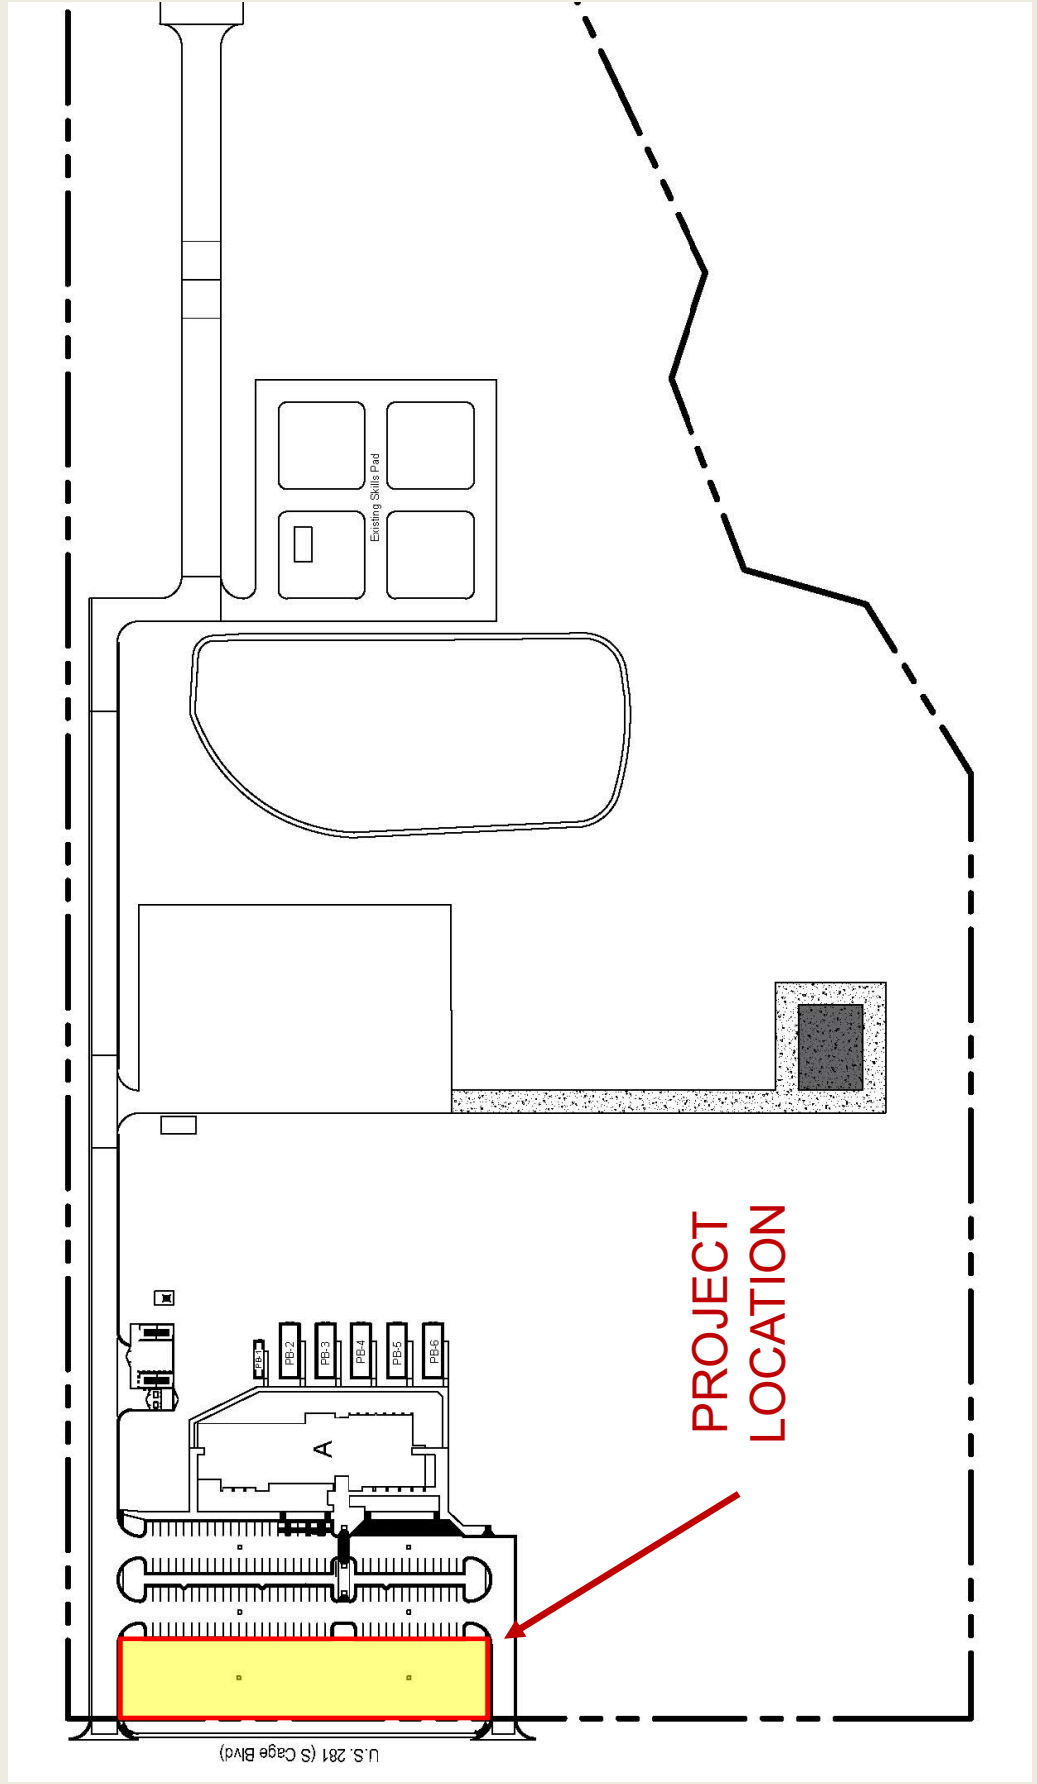 Existing Skills Pad
PB-1
PB-2
PB-3
PB-4
PB-5
PB-6
A
PROJECT
LOCATION
U.S. 281 (S Cage Blvd)